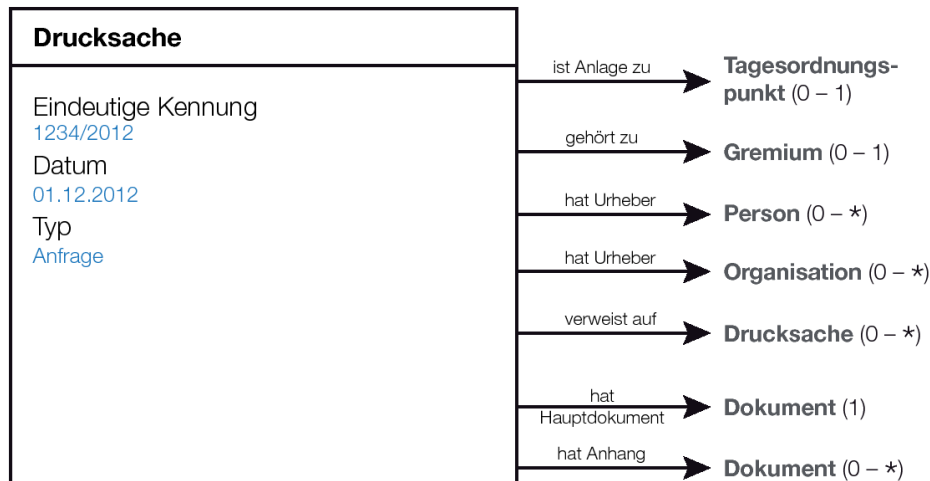 Drucksache
Eindeutige Kennung
1234/2012
Datum
01.12.2012
Typ
Anfrage
ist Anlage zu
Tagesordnungs-
punkt (0 – 1)
gehört zu
Gremium (0 – 1)
hat Urheber
Person (0 – *)
hat Urheber
Organisation (0 – *)
verweist auf
Drucksache (0 – *)
hat
Hauptdokument
Dokument (1)
hat Anhang
Dokument (0 – *)